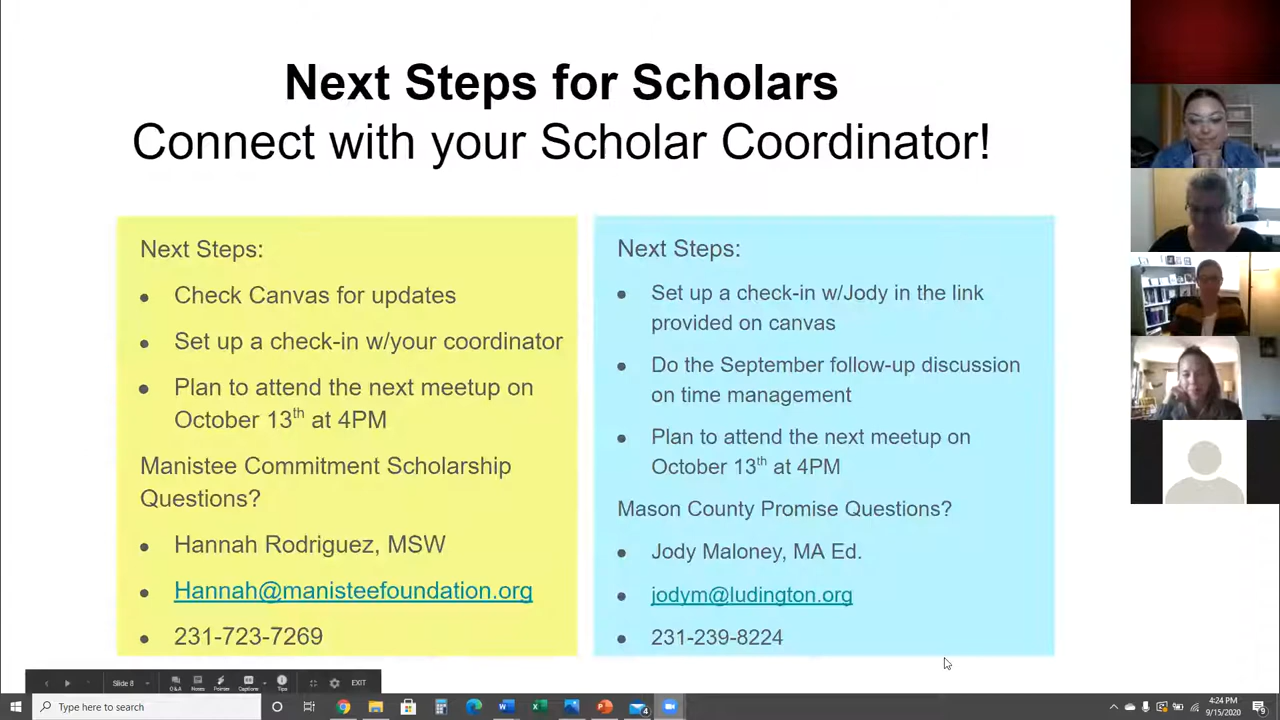 Next Steps for Scholars
Connect with your Scholar Coordinator!
Next Steps:
● Check Canvas for updates
● Set up a check-in w/your coordinator
● Plan to attend the next meetup on
October 13th at 4PM
Manistee Commitment Scholarship
Questions?
● Hannah Rodriguez, MSW
● Hannah@manisteefoundation.org
● 231-723-7269
Next Steps:
● Set up a check-in w/Jody in the link
provided on canvas
● Do the September follow-up discussion
on time management
● Plan to attend the next meetup on
October 13th at 4PM
Mason County Promise Questions?
● Jody Maloney, MA Ed.
● jodym@ludington.org
● 231-239-8224
Slide 8
Q&A Notes Pointer Captions Tips
EXIT
Type here to search
4:24 PM
9/15/2020